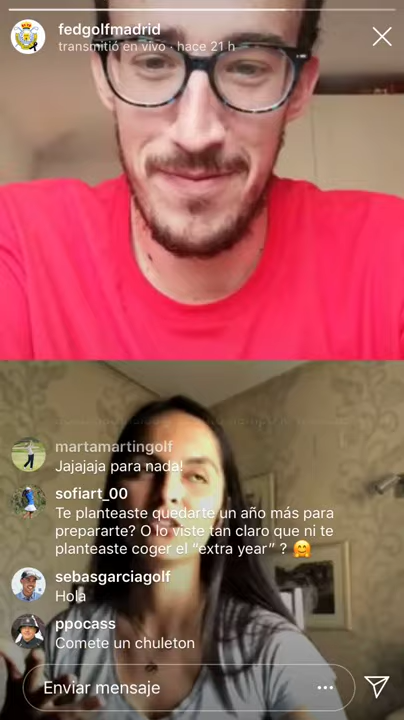 fedgolfmadrid
transmitió en vivo · hace 21 h
martamartingolf
Jajajaja para nada!
sofiart_00
Te planteaste quedarte un año más para
prepararte? O lo viste tan claro que ni te
planteaste coger el “extra year” ? 🤗
sebasgarciagolf
Hola
ppocass
Comete un chuleton
Enviar mensaje